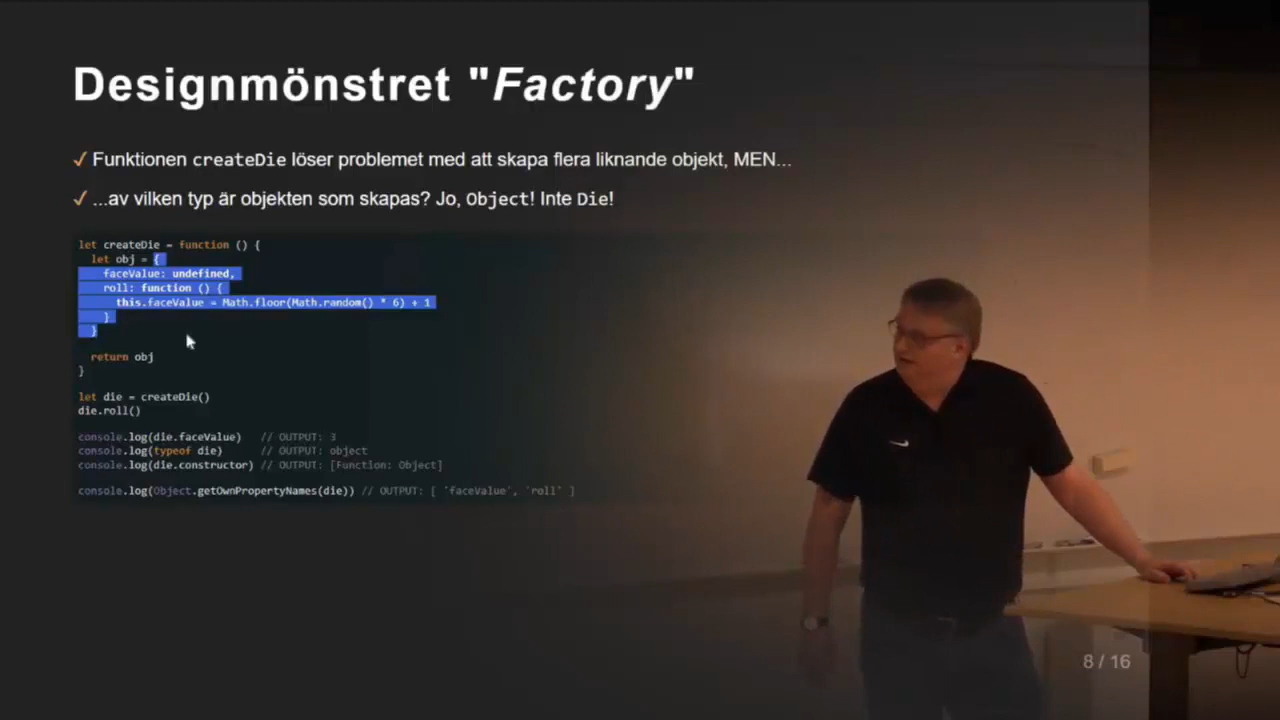 Designmönstret "Factory"
✓ Funktionen createDie löser problemet med att skapa flera liknande objekt, MEN...
✓ ...av vilken typ är objekten som skapas? Jo, Object! Inte Die!
let createDie = function () {
let obj = {
faceValue: undefined,
roll: function () {
this.faceValue = Math.floor(Math.random() * 6) + 1
}
}
return obj
}
let die = createDie()
die.roll()
console.log(die.faceValue) // OUTPUT: 3
console.log(typeof die) // OUTPUT: object
console.log(die.constructor) // OUTPUT: [Function: Object]
console.log(Object.getOwnPropertyNames(die)) // OUTPUT: [ 'faceValue', 'roll' ]
8 / 16